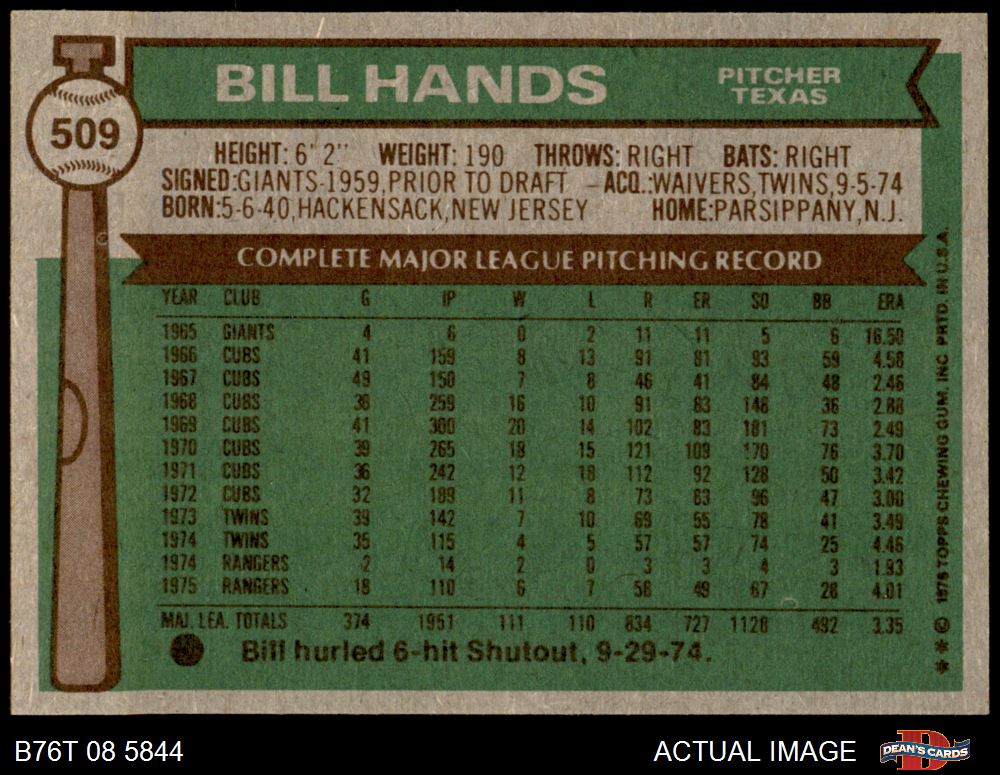 BILL HANDS
PITCHER
TEXAS
509
HEIGHT: 6' 2" WEIGHT: 190 THROWS: RIGHT BATS: RIGHT
SIGNED:GIANTS-1959,PRIOR TO DRAFT -ACQ.:WAIVERS,TWINS,9-5-74
BORN:5-6-40,HACKENSACK,NEW JERSEY HOME:PARSIPPANY,N.J.
COMPLETE MAJOR LEAGUE PITCHING RECORD
YEAR CLUB G IP W L R ER SO BB ERA
1965 GIANTS 4 6 0 2 11 11 5 6 16.50
1966 CUBS 41 159 8 13 91 81 93 59 4.58
1967 CUBS 49 150 7 8 46 41 84 48 2.46
1968 CUBS 38 259 16 10 91 83 148 36 2.88
1969 CUBS 41 300 20 14 102 83 181 73 2.49
1970 CUBS 39 265 18 15 121 109 170 76 3.70
1971 CUBS 36 242 12 18 112 92 128 50 3.42
1972 CUBS 32 189 11 8 73 63 96 47 3.00
1973 TWINS 39 142 7 10 69 55 78 41 3.49
1974 TWINS 35 115 4 5 57 57 74 25 4.46
1974 RANGERS 2 14 2 0 3 3 4 3 1.93
1975 RANGERS 18 110 6 7 58 49 67 28 4.01
MAJ. LEA. TOTALS 374 1951 111 110 834 727 1128 492 3.35
Bill hurled 6-hit Shutout, 9-29-74.
* * © 1976 TOPPS CHEWING GUM, INC. PRTD. IN U.S.A.
B76T 08 5844
ACTUAL IMAGE
D
DEAN'S CARDS